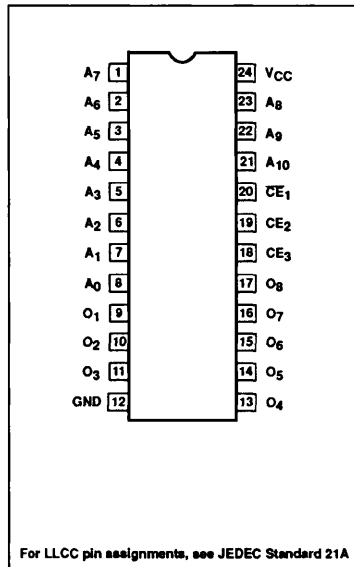 A7 1 24 VCC
A6 2 23 A8
A5 3 22 A9
A4 4 21 A10
A3 5 20 C̅E̅1
A2 6 19 CE2
A1 7 18 CE3
A0 8 17 O8
O1 9 16 O7
O2 10 15 O6
O3 11 14 O5
GND 12 13 O4
For LLCC pin assignments, see JEDEC Standard 21A